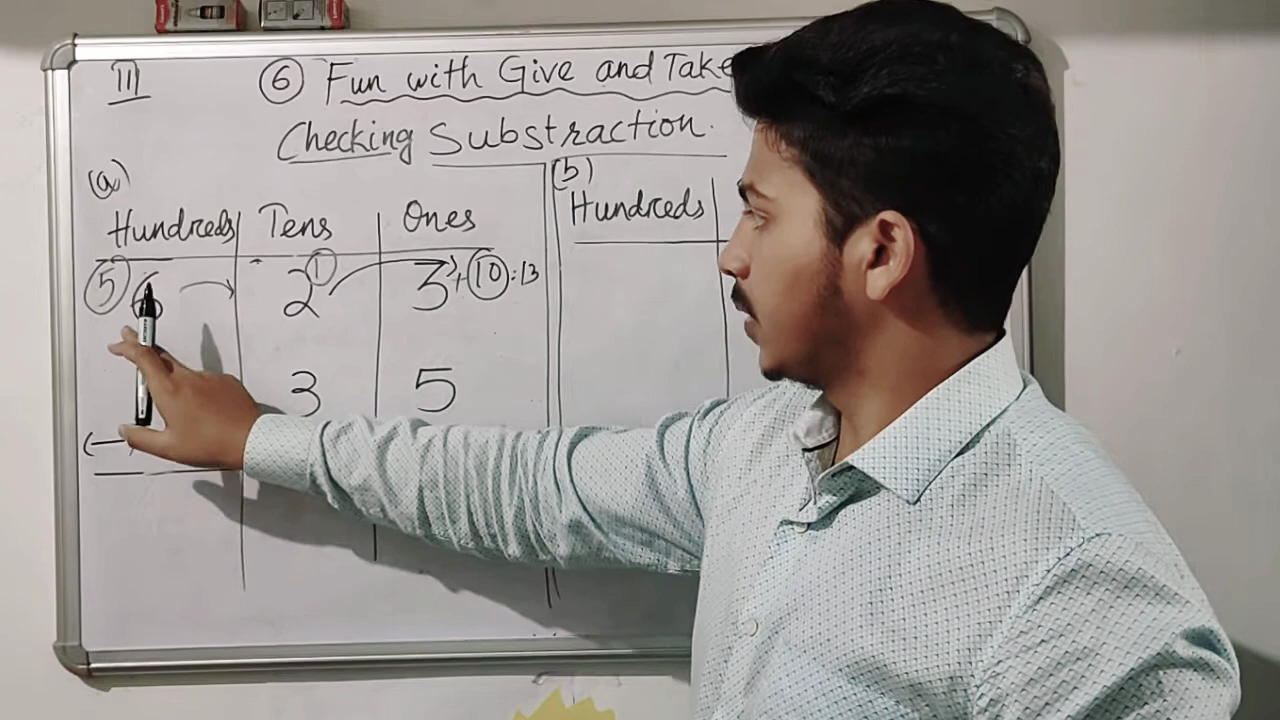 III
⑥ Fun with Give and Take
Checking Substraction.
(a)
(b)
Hundreds Tens Ones
Hundreds
5 6 2 1 3 + 10 = 13
3 5
(-